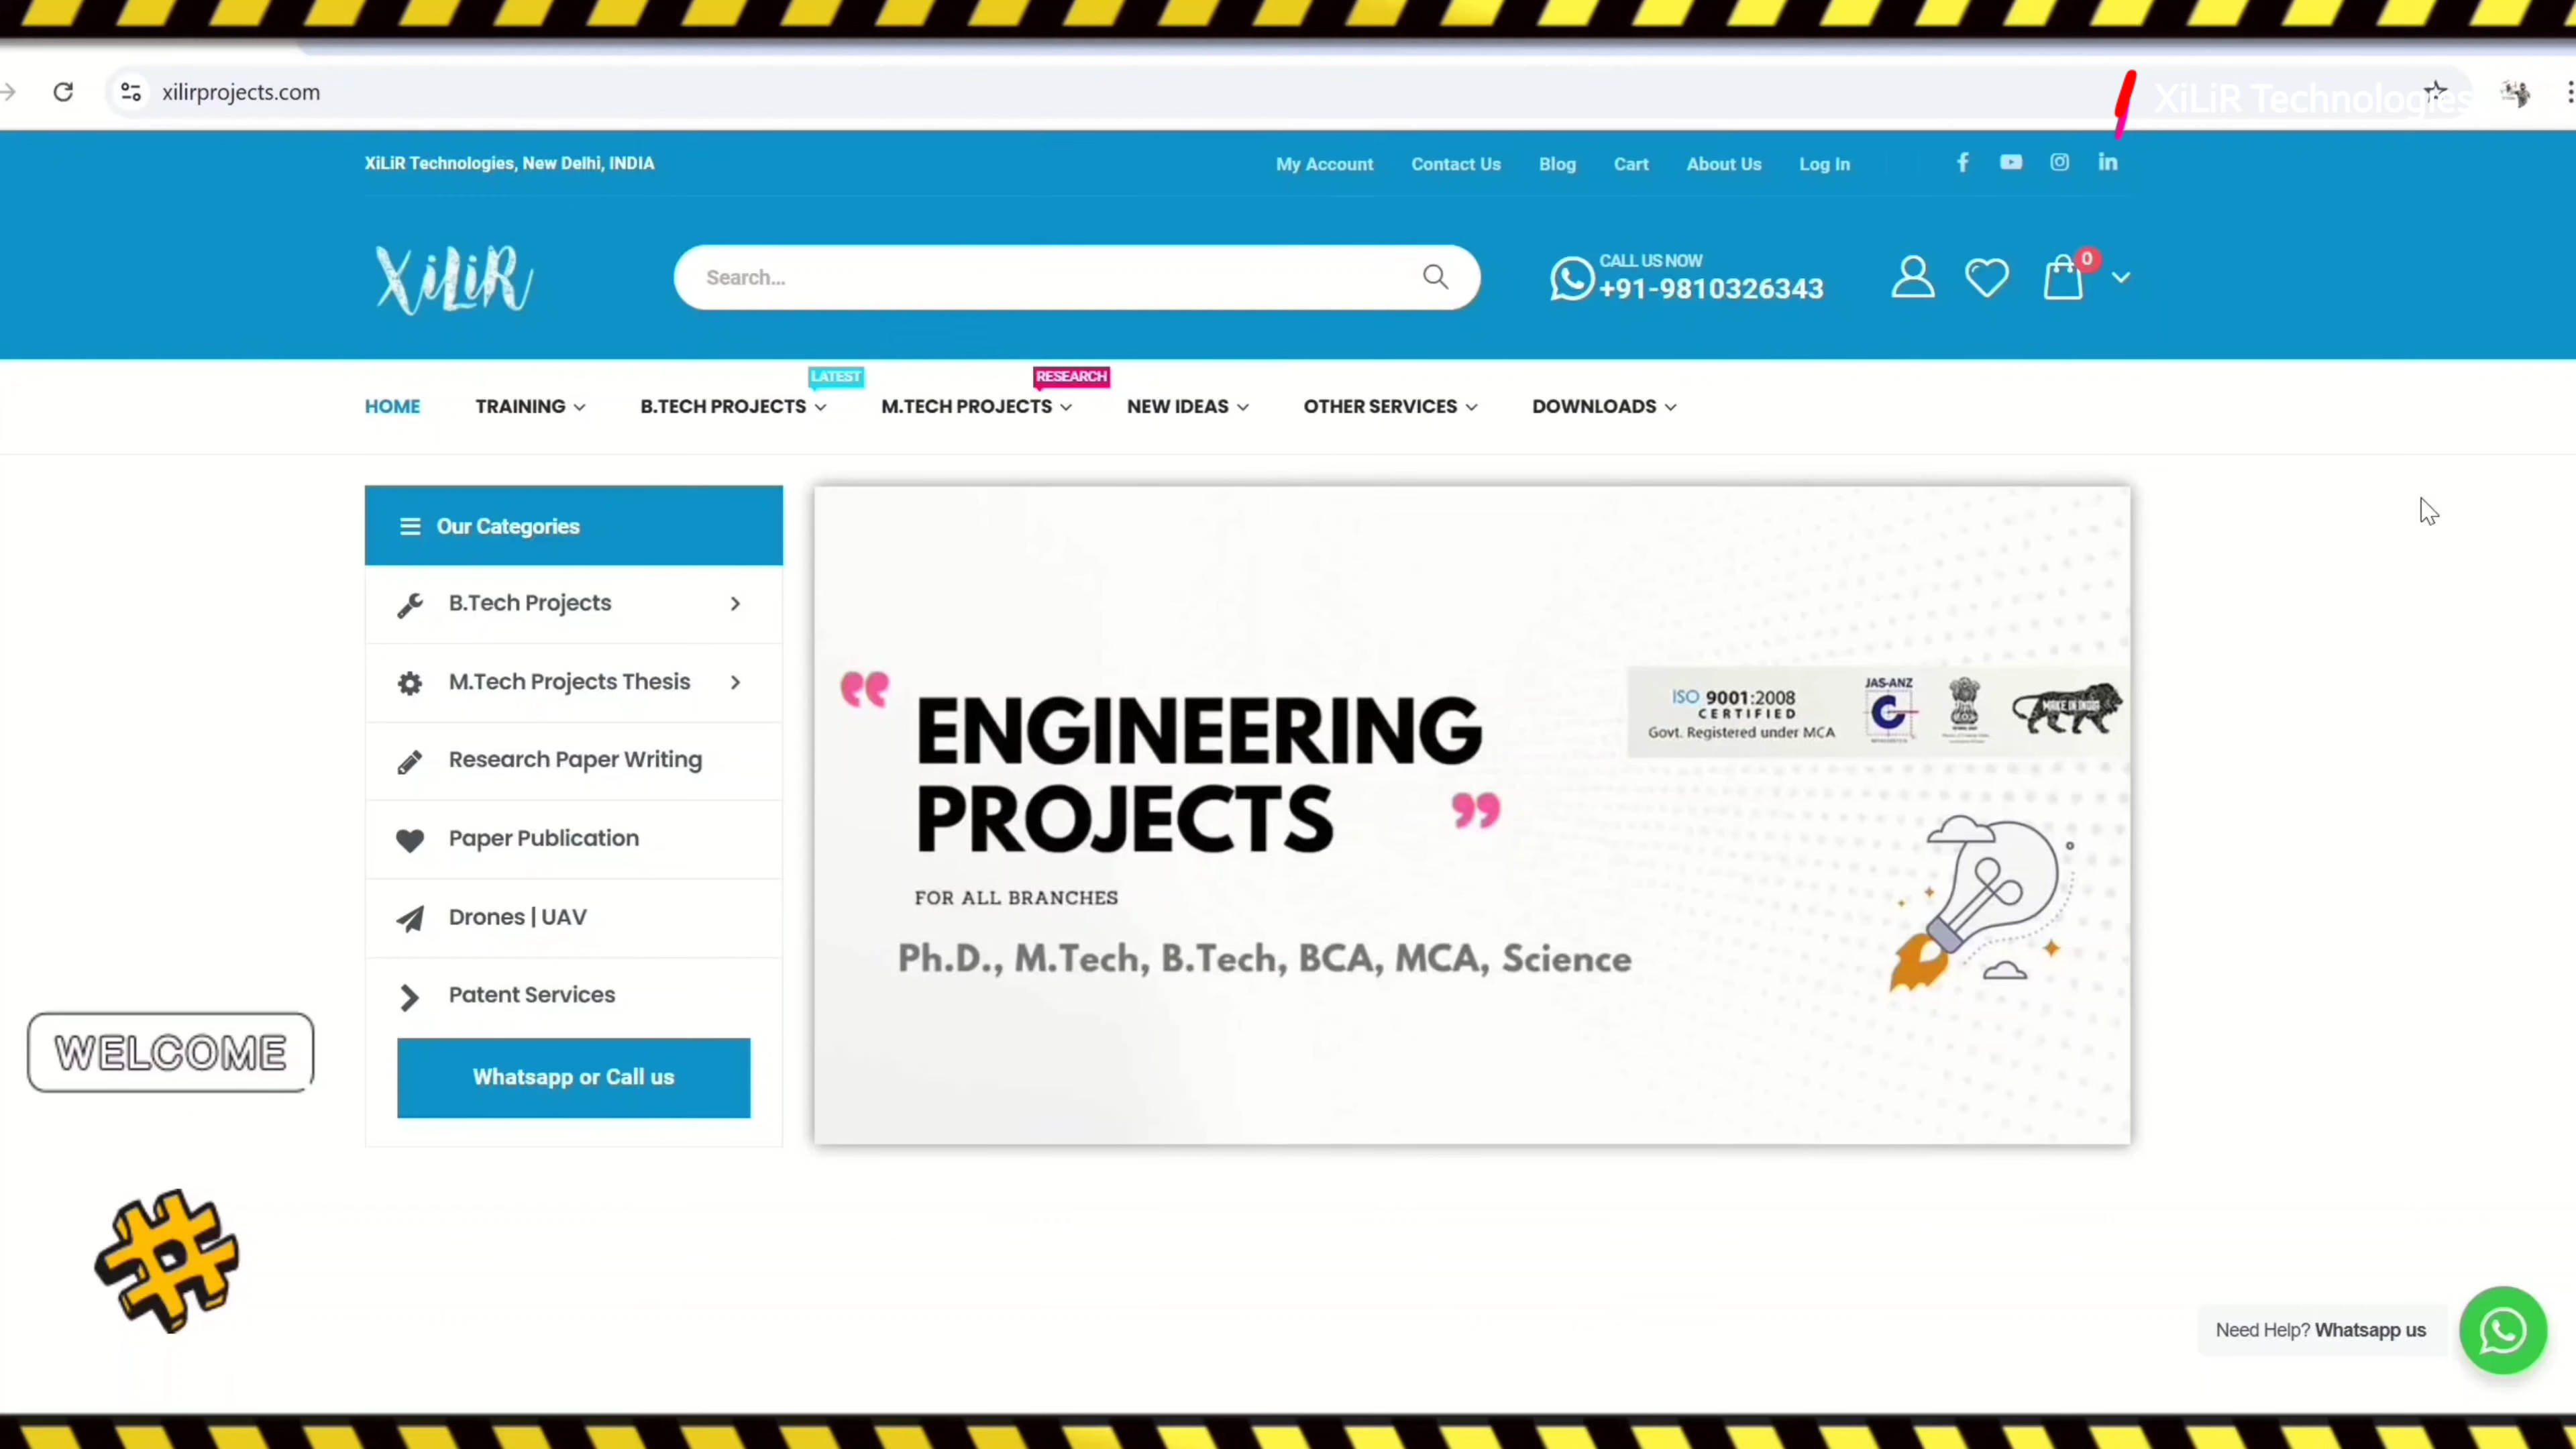 xilirprojects.com
XiLiR Technologies
XiLiR Technologies, New Delhi, INDIA
My Account Contact Us Blog Cart About Us Log In
XiLiR
Search...
CALL US NOW
+91-9810326343
0
LATEST
RESEARCH
HOME TRAINING B.TECH PROJECTS M.TECH PROJECTS NEW IDEAS OTHER SERVICES DOWNLOADS
Our Categories
B.Tech Projects
M.Tech Projects Thesis
Research Paper Writing
Paper Publication
Drones | UAV
Patent Services
Whatsapp or Call us
“ ENGINEERING
PROJECTS ”
FOR ALL BRANCHES
Ph.D., M.Tech, B.Tech, BCA, MCA, Science
ISO 9001:2008
CERTIFIED
Govt. Registered under MCA
JAS-ANZ
MAKE IN INDIA
WELCOME
#
Need Help? Whatsapp us